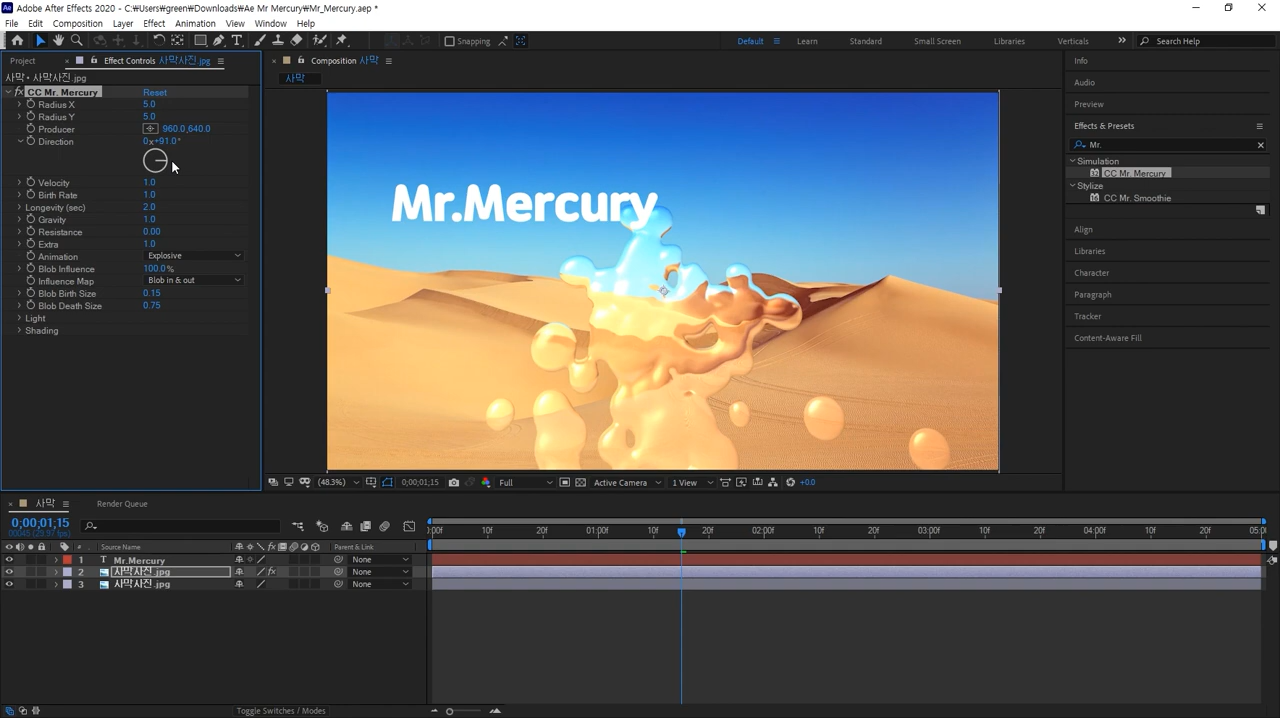 Adobe After Effects 2020 - C:₩Users₩green₩Downloads₩Ae Mr Mercury₩Mr_Mercury.aep *
File Edit Composition Layer Effect Animation View Window Help
Snapping Default Learn Standard Small Screen Libraries Verticals Search Help
Project Effect Controls 사막사진.jpg
사막 • 사막사진.jpg
fx CC Mr. Mercury Reset
Radius X 5.0
Radius Y 5.0
Producer 960.0,640.0
Direction 0x+91.0°
Velocity 1.0
Birth Rate 1.0
Longevity (sec) 2.0
Gravity 1.0
Resistance 0.00
Extra 1.0
Animation Explosive
Blob Influence 100.0%
Influence Map Blob in & out
Blob Birth Size 0.15
Blob Death Size 0.75
Light
Shading
Composition 사막
사막
Mr.Mercury
(48.3%) 0;00;01;15 Full Active Camera 1 View +0.0
Info
Audio
Preview
Effects & Presets
Mr.
Simulation
CC Mr. Mercury
Stylize
CC Mr. Smoothie
Align
Libraries
Character
Paragraph
Tracker
Content-Aware Fill
사막 Render Queue
0;00;01;15
00045 (29.97 fps)
:00f 10f 20f 01:00f 10f 20f 02:00f 10f 20f 03:00f 10f 20f 04:00f 10f 20f 05:0
# Source Name Parent & Link
1 T Mr.Mercury None
2 사막사진.jpg None
3 사막사진.jpg None
Toggle Switches / Modes